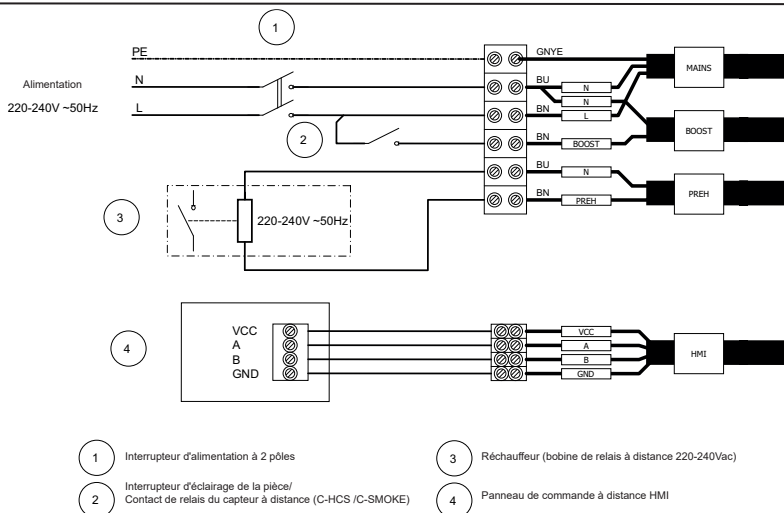 1
PE
GNYE
MAINS
Alimentation
220-240V ~50Hz
N
BU
N
N
L
BN
L
2
BN
BOOST
BOOST
BU
N
3
220-240V ~50Hz
BN
PREH
PREH
4
VCC
A
B
GND
VCC
A
B
GND
HMI
1
Interrupteur d'alimentation à 2 pôles
2
Interrupteur d'éclairage de la pièce/
Contact de relais du capteur à distance (C-HCS /C-SMOKE)
3
Réchauffeur (bobine de relais à distance 220-240Vac)
4
Panneau de commande à distance HMI